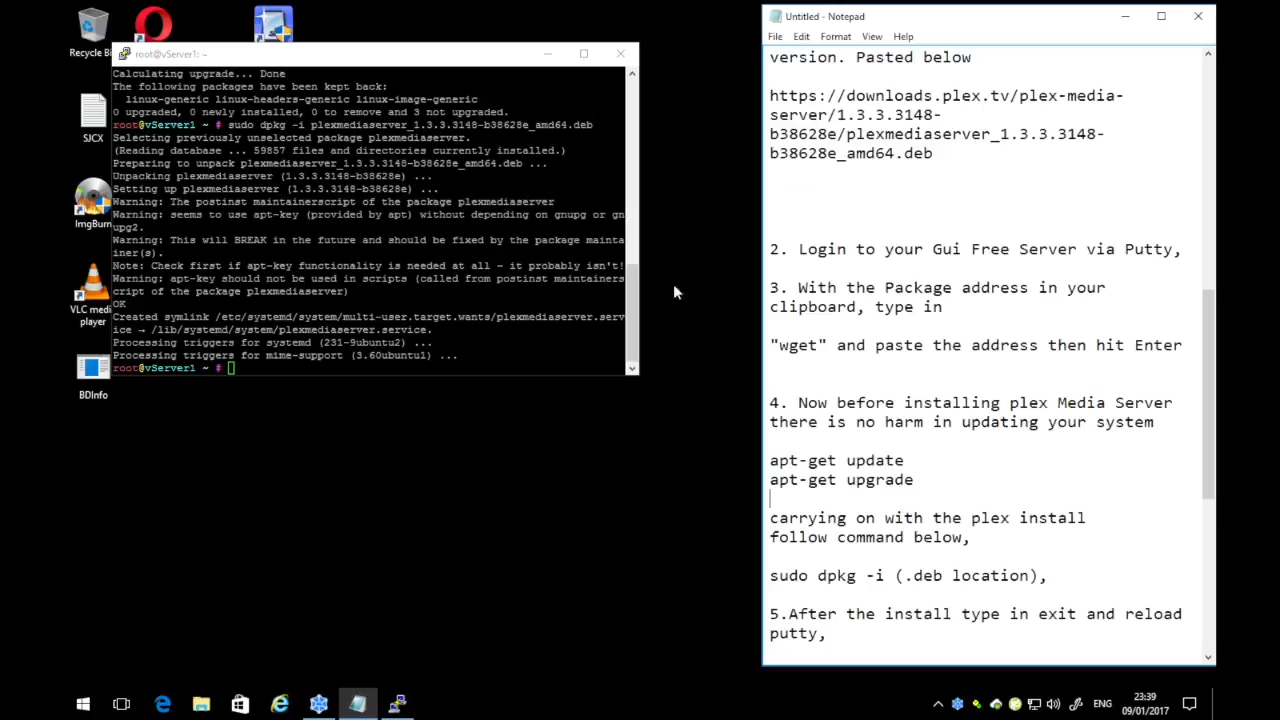 Recycle Bi
SJCX
ImgBurn
VLC medi
player
BDInfo
root@vServer1: ~
Calculating upgrade... Done
The following packages have been kept back:
  linux-generic linux-headers-generic linux-image-generic
0 upgraded, 0 newly installed, 0 to remove and 3 not upgraded.
root@vServer1 ~ # sudo dpkg -i plexmediaserver_1.3.3.3148-b38628e_amd64.deb
Selecting previously unselected package plexmediaserver.
(Reading database ... 59857 files and directories currently installed.)
Preparing to unpack plexmediaserver_1.3.3.3148-b38628e_amd64.deb ...
Unpacking plexmediaserver (1.3.3.3148-b38628e) ...
Setting up plexmediaserver (1.3.3.3148-b38628e) ...
Warning: The postinst maintainerscript of the package plexmediaserver
Warning: seems to use apt-key (provided by apt) without depending on gnupg or gn
upg2.
Warning: This will BREAK in the future and should be fixed by the package mainta
iner(s).
Note: Check first if apt-key functionality is needed at all - it probably isn't!
Warning: apt-key should not be used in scripts (called from postinst maintainers
cript of the package plexmediaserver)
OK
Created symlink /etc/systemd/system/multi-user.target.wants/plexmediaserver.serv
ice → /lib/systemd/system/plexmediaserver.service.
Processing triggers for systemd (231-9ubuntu2) ...
Processing triggers for mime-support (3.60ubuntu1) ...
root@vServer1 ~ #
Untitled - Notepad
File Edit Format View Help
version. Pasted below
https://downloads.plex.tv/plex-media-
server/1.3.3.3148-
b38628e/plexmediaserver_1.3.3.3148-
b38628e_amd64.deb
2. Login to your Gui Free Server via Putty,
3. With the Package address in your
clipboard, type in
"wget" and paste the address then hit Enter
4. Now before installing plex Media Server
there is no harm in updating your system
apt-get update
apt-get upgrade
carrying on with the plex install
follow command below,
sudo dpkg -i (.deb location),
5.After the install type in exit and reload
putty,
ENG
23:39
09/01/2017